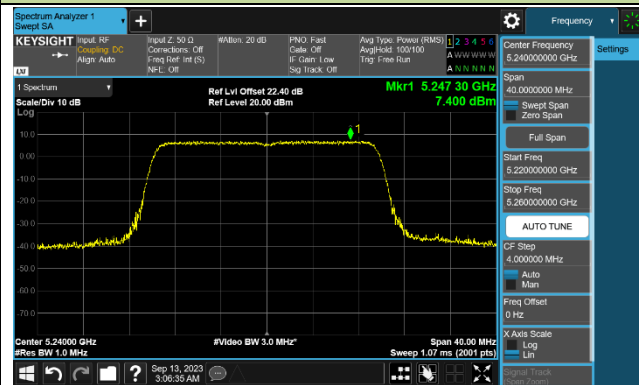 Spectrum Analyzer 1
Swept SA
Frequency
KEYSIGHT
Input: RF
Coupling: DC
Align: Auto
Input Z: 50 Ω
Corrections: Off
Freq Ref: Int (S)
NFE: Off
#Atten: 20 dB
PNO: Fast
Gate: Off
IF Gain: Low
Sig Track: Off
Avg Type: Power (RMS)
Avg|Hold: 100/100
Trig: Free Run
1 2 3 4 5 6
A W W W W W
A N N N N N
LXI
1 Spectrum
Scale/Div 10 dB
Log
Ref Lvl Offset 22.40 dB
Ref Level 20.00 dBm
Mkr1 5.247 30 GHz
7.400 dBm
1
10.0
0.00
-10.0
-20.0
-30.0
-40.0
-50.0
-60.0
-70.0
Center 5.24000 GHz
#Res BW 1.0 MHz
#Video BW 3.0 MHz*
Span 40.00 MHz
Sweep 1.07 ms (2001 pts)
Sep 13, 2023
3:06:35 AM
Center Frequency
5.240000000 GHz
Settings
Span
40.0000000 MHz
Swept Span
Zero Span
Full Span
Start Freq
5.220000000 GHz
Stop Freq
5.260000000 GHz
AUTO TUNE
CF Step
4.000000 MHz
Auto
Man
Freq Offset
0 Hz
X Axis Scale
Log
Lin
Signal Track
(Span Zoom)